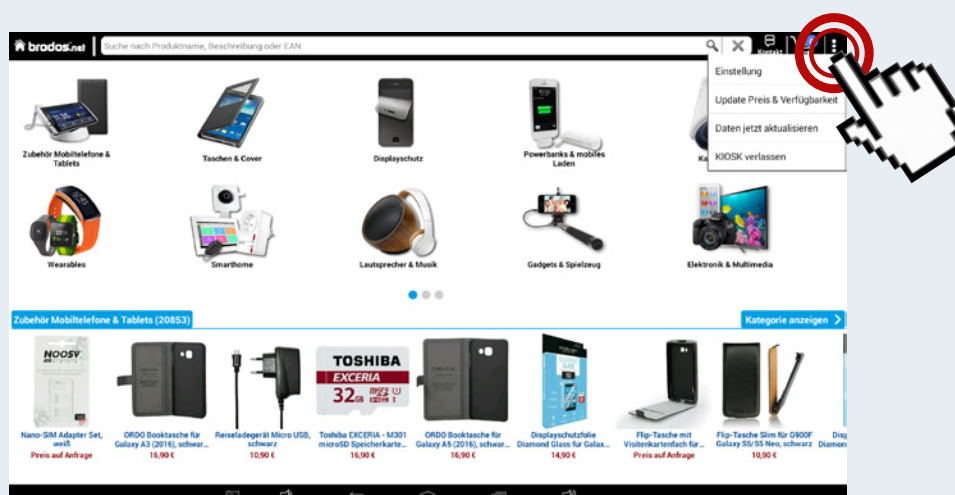 brodos.net
Suche nach Produktname, Beschreibung oder EAN
Kontakt
Einstellung
Update Preis & Verfügbarkeit
Daten jetzt aktualisieren
KIOSK verlassen
Zubehör Mobiltelefone &
Tablets
Taschen & Cover
Displayschutz
Powerbanks & mobiles
Laden
Wearables
Smarthome
Lautsprecher & Musik
Gadgets & Spielzeug
Elektronik & Multimedia
Zubehör Mobiltelefone & Tablets (20853)
Kategorie anzeigen
NOOSY
TOSHIBA
EXCERIA
32GB
Nano-SIM Adapter Set,
weiß
Preis auf Anfrage
ORDO Booktasche für
Galaxy A3 (2016), schwar...
16,90 €
Reiseladegerät Micro USB,
schwarz
10,90 €
Toshiba EXCERIA - M301
microSD Speicherkarte...
16,90 €
ORDO Booktasche für
Galaxy A5 (2016), schwar...
16,90 €
Displayschutzfolie
Diamond Glass für Galax...
14,90 €
Flip-Tasche mit
Visitenkartenfach für...
Preis auf Anfrage
Flip-Tasche Slim für G900F
Galaxy S5/S5 Neo, schwarz
10,90 €